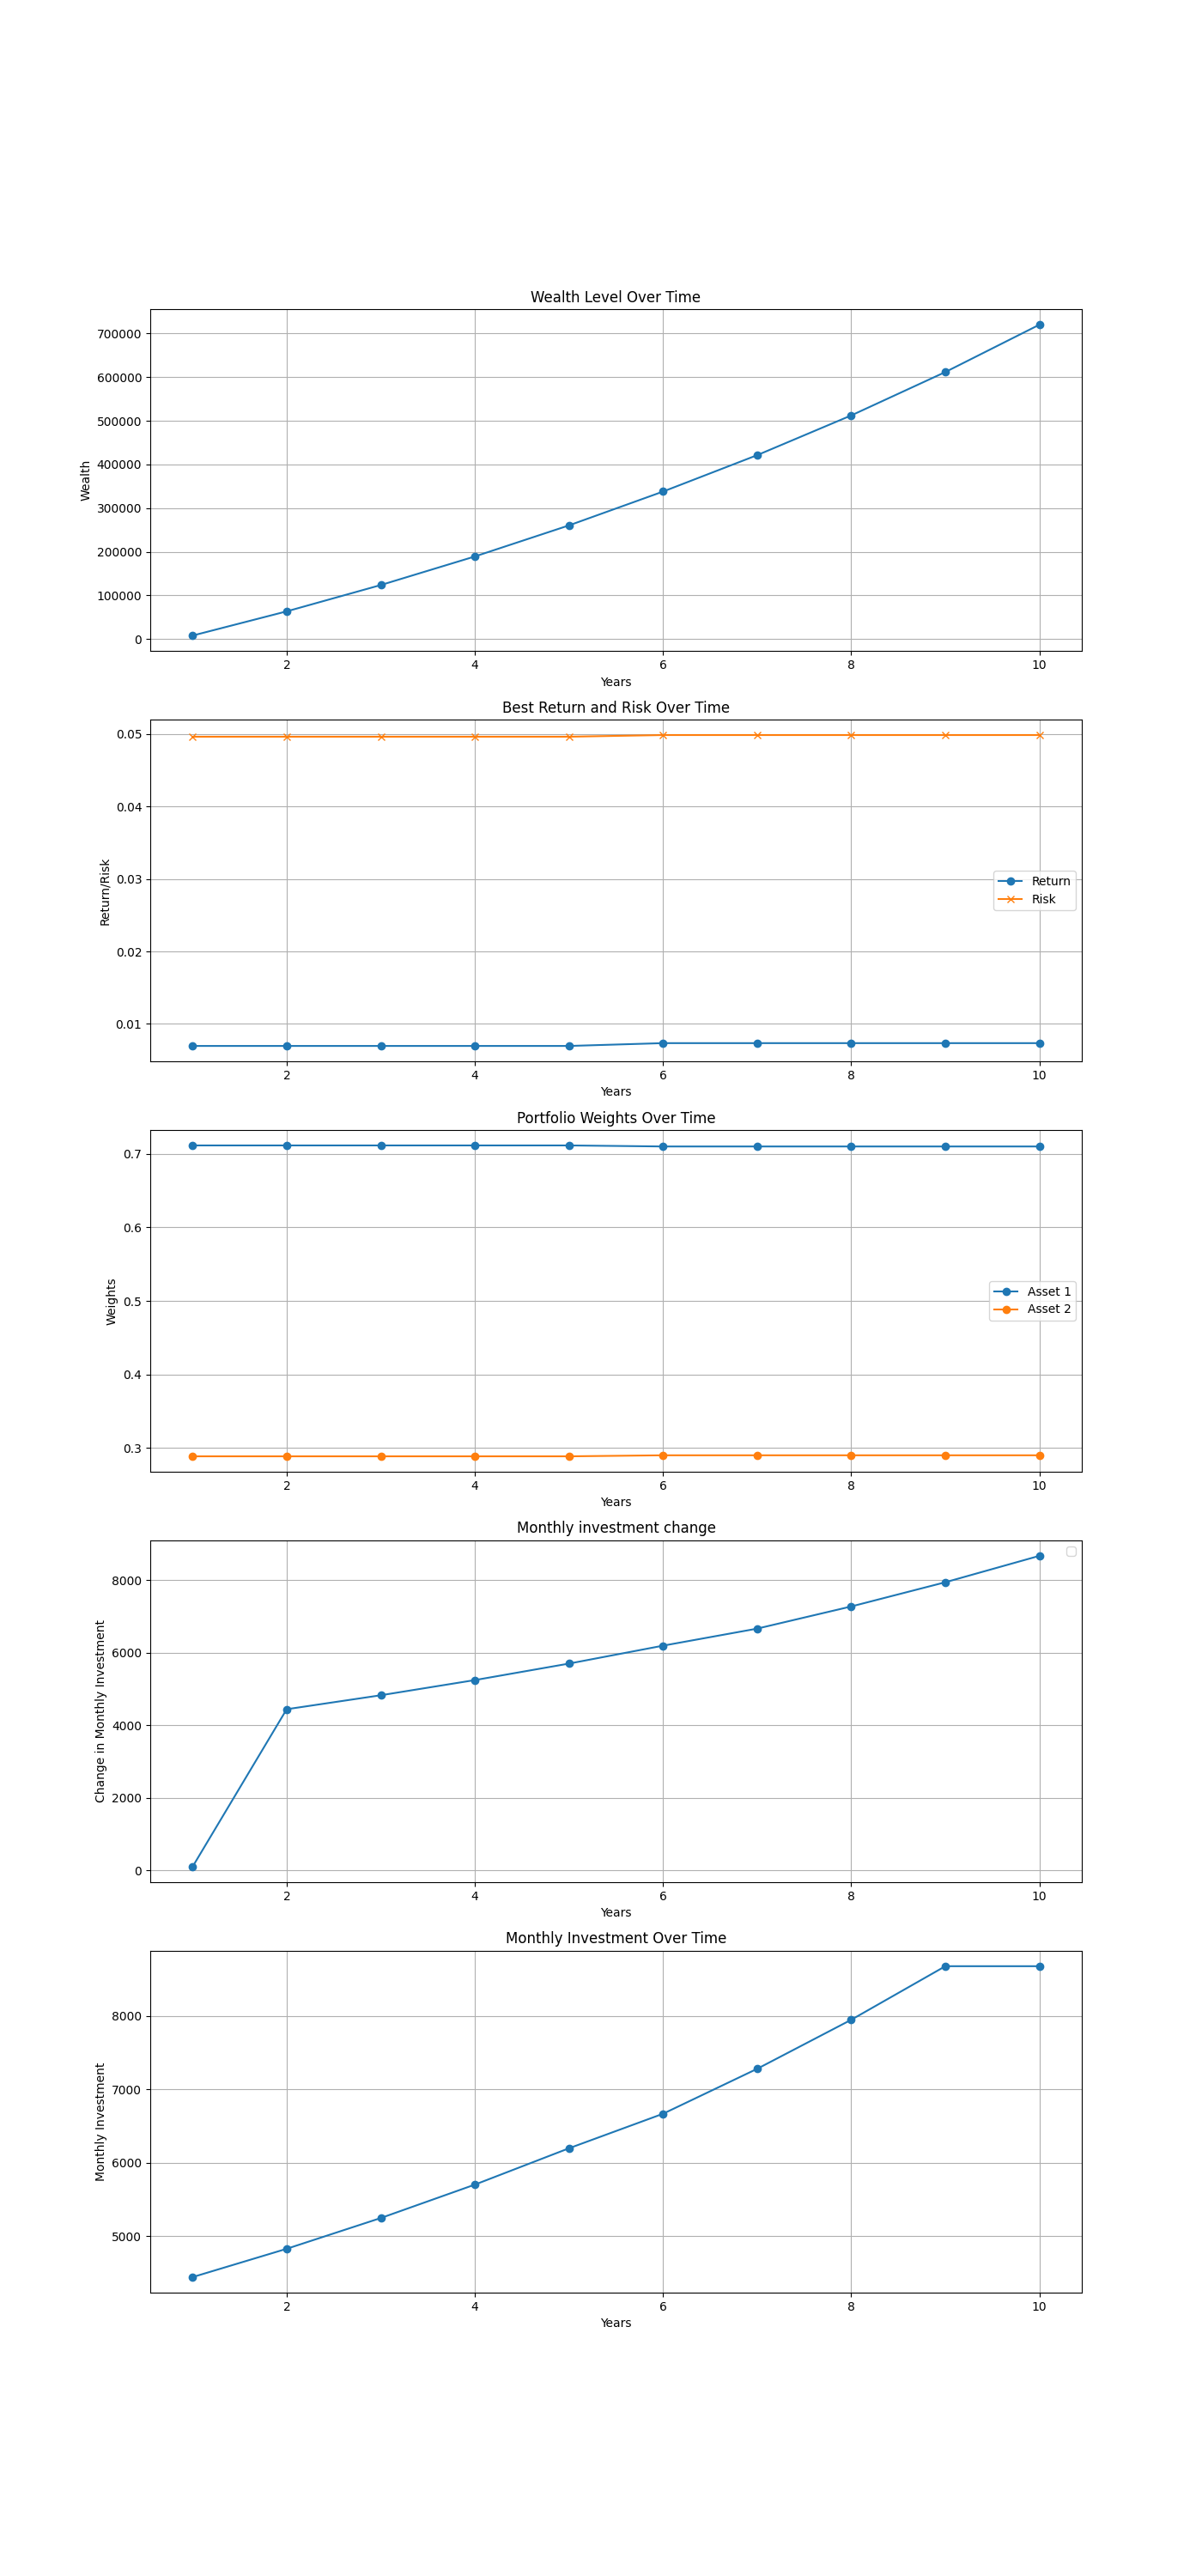 Wealth Level Over Time
700000
600000
500000
400000
300000
200000
100000
0
Wealth
2 4 6 8 10
Years
Best Return and Risk Over Time
0.05
0.04
0.03
0.02
0.01
Return/Risk
Return
Risk
2 4 6 8 10
Years
Portfolio Weights Over Time
0.7
0.6
0.5
0.4
0.3
Weights
Asset 1
Asset 2
2 4 6 8 10
Years
Monthly investment change
8000
6000
4000
2000
0
Change in Monthly Investment
2 4 6 8 10
Years
Monthly Investment Over Time
8000
7000
6000
5000
Monthly Investment
2 4 6 8 10
Years